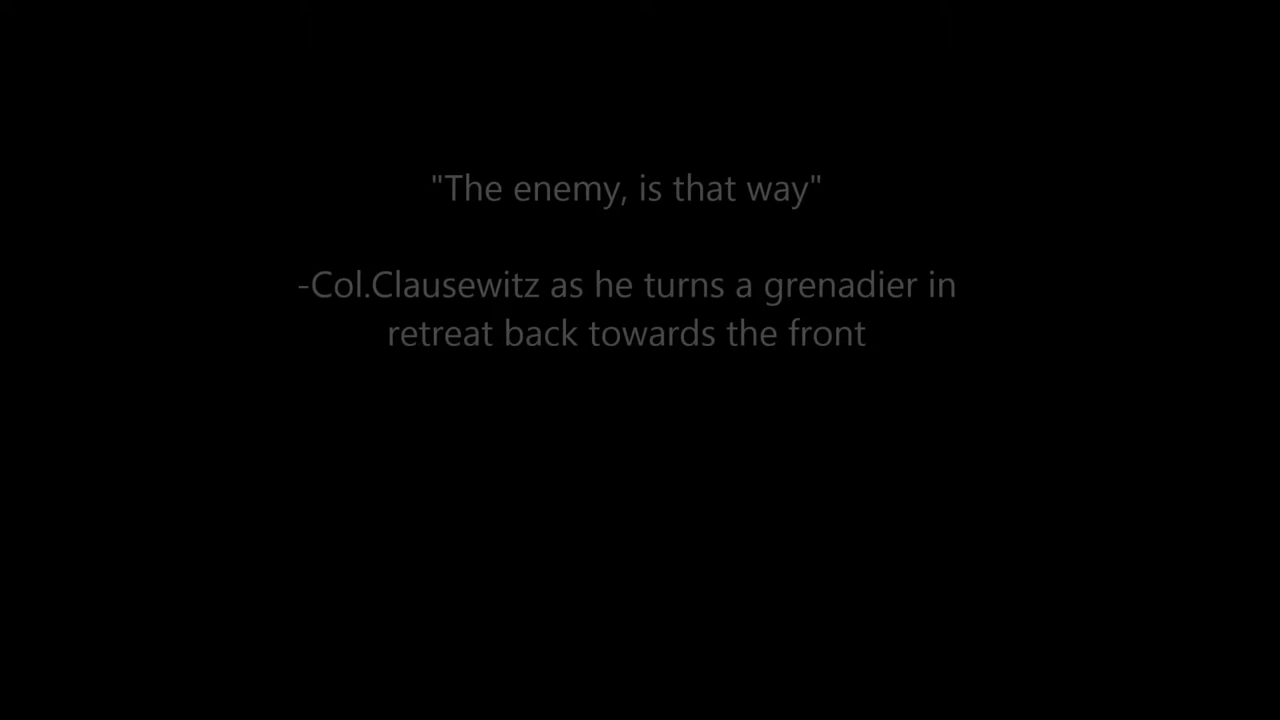 "The enemy, is that way"
-Col.Clausewitz as he turns a grenadier in
retreat back towards the front